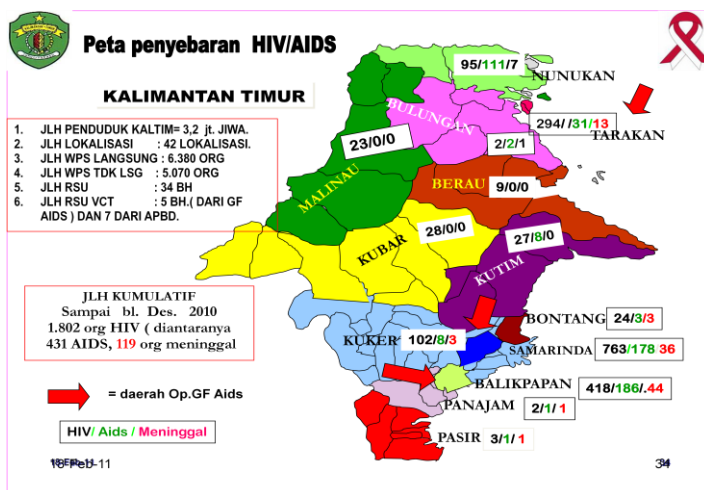 Peta penyebaran HIV/AIDS
KALIMANTAN TIMUR
1. JLH PENDUDUK KALTIM= 3,2 jt. JIWA.
2. JLH LOKALISASI : 42 LOKALISASI.
3. JLH WPS LANGSUNG : 6.380 ORG
4. JLH WPS TDK LSG : 5.070 ORG
5. JLH RSU : 34 BH
6. JLH RSU VCT : 5 BH.( DARI GF
AIDS ) DAN 7 DARI APBD.
95/111/7
NUNUKAN
294/ /31/13
TARAKAN
BULUNGAN
2/2/1
23/0/0
MALINAU
BERAU
9/0/0
28/0/0
KUBAR
27/8/0
KUTIM
JLH KUMULATIF
Sampai bl. Des. 2010
1.802 org HIV ( diantaranya
431 AIDS, 119 org meninggal
BONTANG
24/3/3
KUKER
102/8/3
SAMARINDA
763/178 36
BALIKPAPAN
418/186/.44
= daerah Op.GF Aids
PANAJAM
2/1/ 1
HIV/ Aids / Meninggal
PASIR
3/1/ 1
34